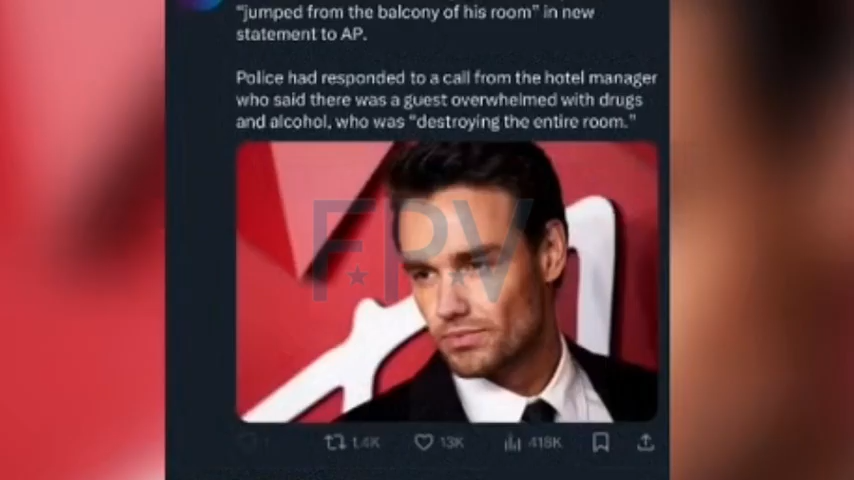 “jumped from the balcony of his room” in new
statement to AP.
Police had responded to a call from the hotel manager
who said there was a guest overwhelmed with drugs
and alcohol, who was “destroying the entire room.”
FPV
1.4K 13K 418K